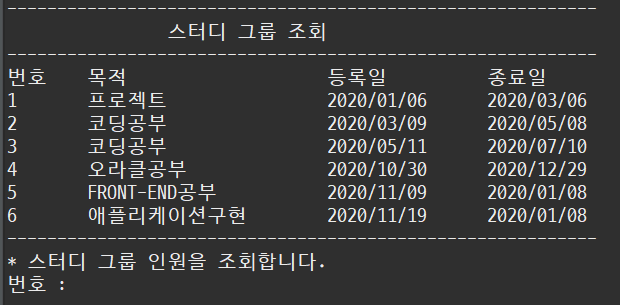 ------------------------------------------------------------
스터디 그룹 조회
------------------------------------------------------------
번호 목적 등록일 종료일
1 프로젝트 2020/01/06 2020/03/06
2 코딩공부 2020/03/09 2020/05/08
3 코딩공부 2020/05/11 2020/07/10
4 오라클공부 2020/10/30 2020/12/29
5 FRONT-END공부 2020/11/09 2020/01/08
6 애플리케이션구현 2020/11/19 2020/01/08
------------------------------------------------------------
* 스터디 그룹 인원을 조회합니다.
번호 :